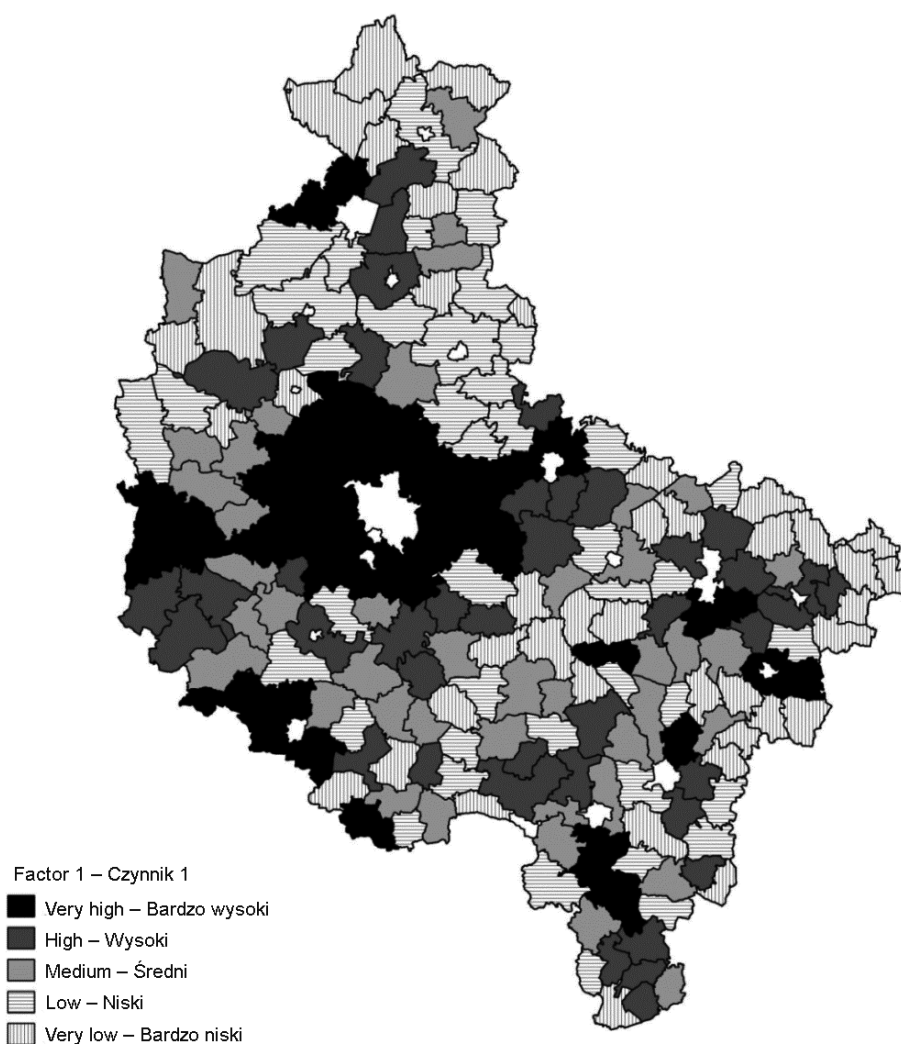 Factor 1 – Czynnik 1
Very high – Bardzo wysoki
High – Wysoki
Medium – Średni
Low – Niski
Very low – Bardzo niski